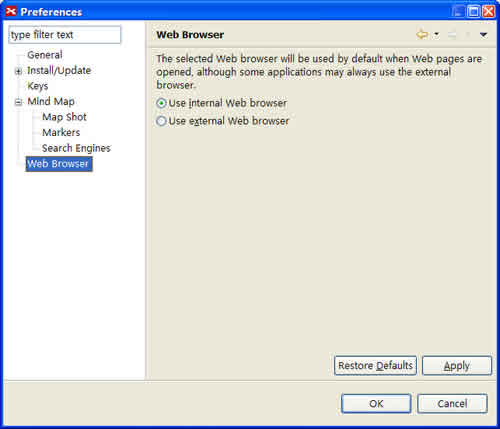 Preferences
type filter text
General
Install/Update
Keys
Mind Map
Map Shot
Markers
Search Engines
Web Browser
Web Browser
The selected Web browser will be used by default when Web pages are
opened, although some applications may always use the external
browser.
Use internal Web browser
Use external Web browser
Restore Defaults
Apply
OK
Cancel